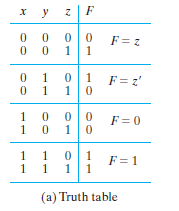 x y z F
0 0 0 0 F = z
0 0 1 1
0 1 0 1 F = z'
0 1 1 0
1 0 0 0 F = 0
1 0 1 0
1 1 0 1 F = 1
1 1 1 1
(a) Truth table